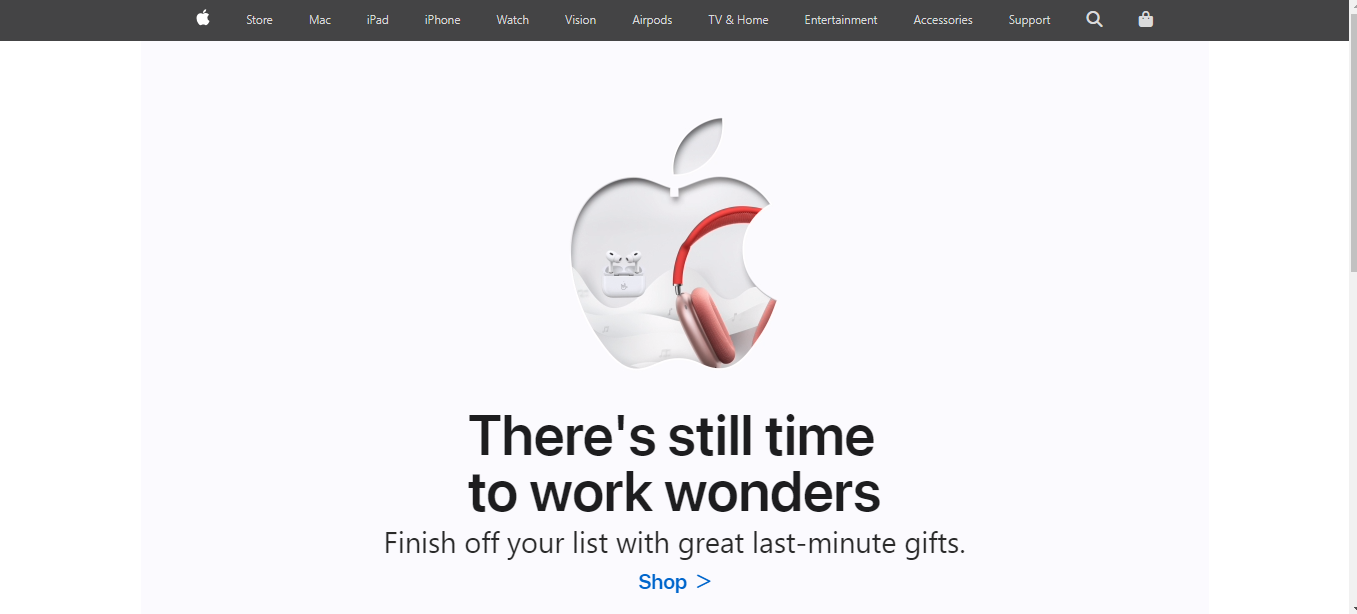 Store Mac iPad iPhone Watch Vision Airpods TV & Home Entertainment Accessories Support
There's still time
to work wonders
Finish off your list with great last-minute gifts.
Shop >